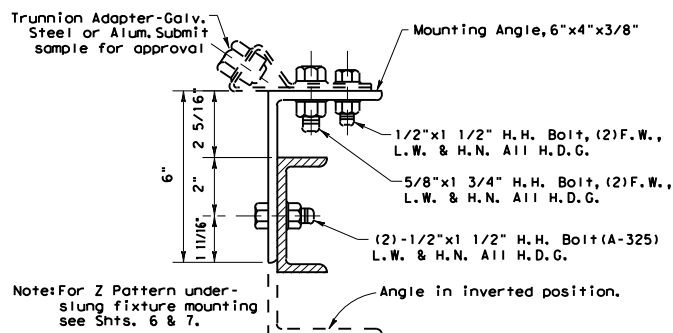 Trunnion Adapter-Galv.
Steel or Alum. Submit
sample for approval
Mounting Angle, 6"x4"x3/8"
2 5/16"
6"
2"
1 11/16"
1/2"x1 1/2" H.H. Bolt, (2)F.W.,
L.W. & H.N. All H.D.G.
5/8"x1 3/4" H.H. Bolt, (2)F.W.,
L.W. & H.N. All H.D.G.
(2)-1/2"x1 1/2" H.H. Bolt(A-325)
L.W. & H.N. All H.D.G.
Note:For Z Pattern under-
slung fixture mounting
see Shts. 6 & 7.
Angle in inverted position.